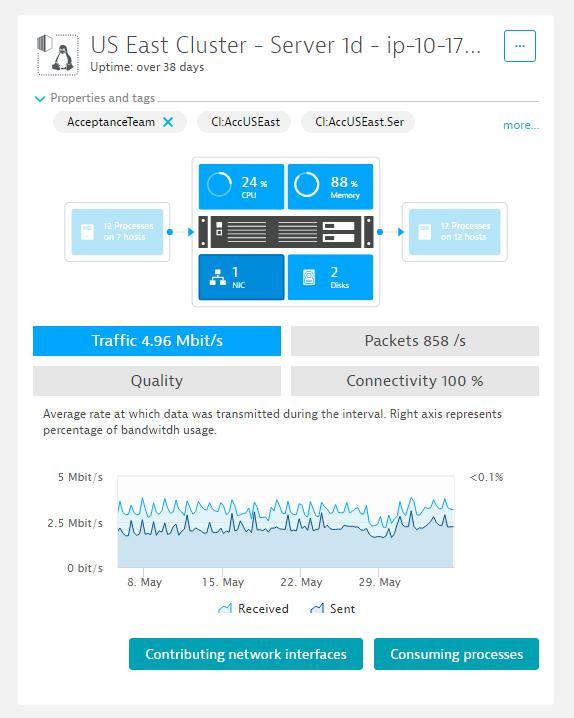 US East Cluster - Server 1d - ip-10-17...
...
Uptime: over 38 days
Properties and tags
AcceptanceTeam
CI:AccUSEast
CI:AccUSEast.Ser
more...
24 %
CPU
88 %
Memory
12 Processes
on 7 hosts
12 Processes
on 12 hosts
1
NIC
2
Disks
Traffic 4.96 Mbit/s
Packets 858 /s
Quality
Connectivity 100 %
Average rate at which data was transmitted during the interval. Right axis represents
percentage of bandwitdh usage.
5 Mbit/s
<0.1%
2.5 Mbit/s
0 bit/s
8. May
15. May
22. May
29. May
Received
Sent
Contributing network interfaces
Consuming processes